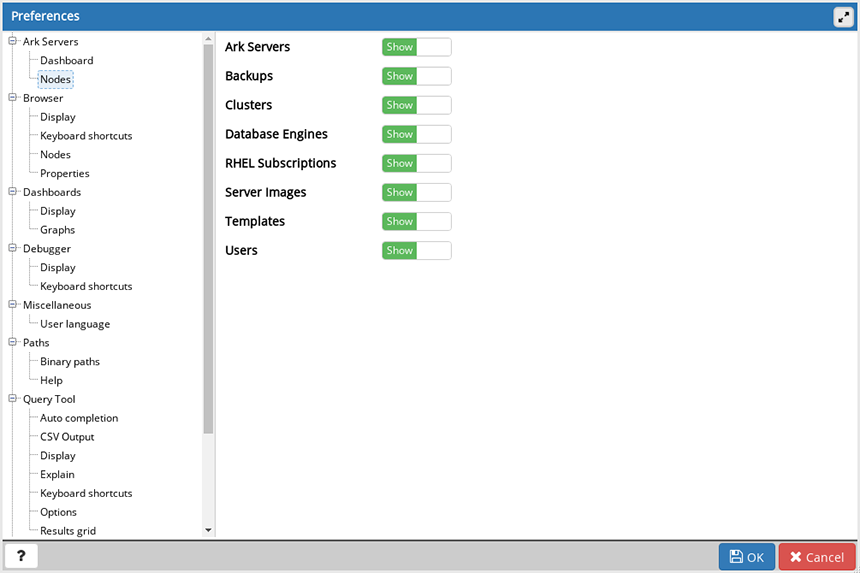 Preferences
Ark Servers
Dashboard
Nodes
Browser
Display
Keyboard shortcuts
Nodes
Properties
Dashboards
Display
Graphs
Debugger
Display
Keyboard shortcuts
Miscellaneous
User language
Paths
Binary paths
Help
Query Tool
Auto completion
CSV Output
Display
Explain
Keyboard shortcuts
Options
Results grid
Ark Servers Show
Backups Show
Clusters Show
Database Engines Show
RHEL Subscriptions Show
Server Images Show
Templates Show
Users Show
? OK Cancel